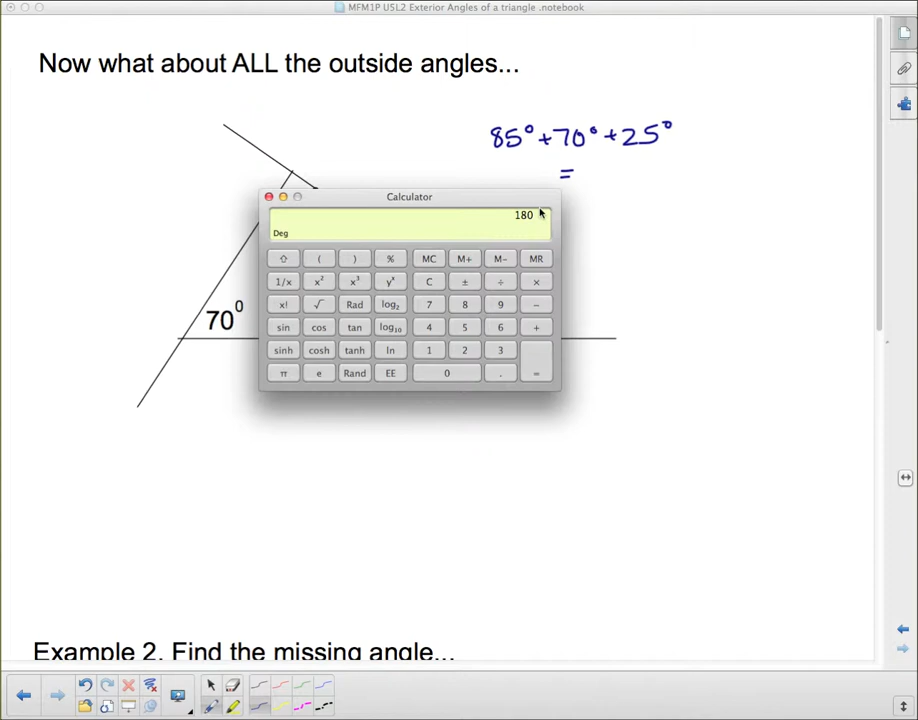 MFM1P U5L2 Exterior Angles of a triangle .notebook
Now what about ALL the outside angles...
85°+70°+25°
=
Calculator
180
Deg
( ) % MC M+ M- MR
1/x x² x³ yˣ C ± ÷ ×
x! √ Rad log₂ 7 8 9 −
sin cos tan log₁₀ 4 5 6 +
sinh cosh tanh ln 1 2 3
π e Rand EE 0 . =
70⁰
Example 2. Find the missing angle...